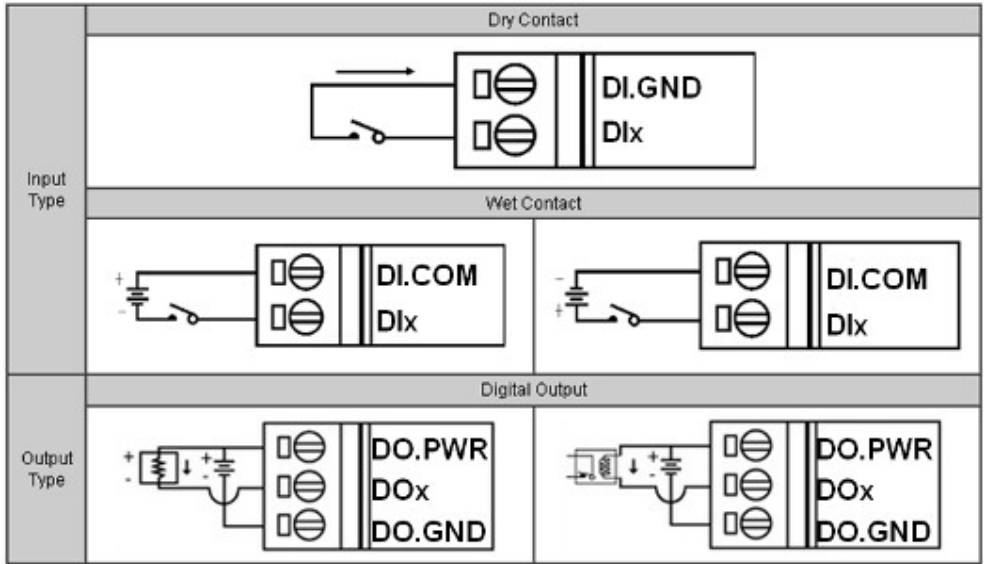 Dry Contact
DI.GND
DIx
Input
Type
Wet Contact
+
-
DI.COM
DIx
-
+
DI.COM
DIx
Digital Output
Output
Type
+
-
+
-
DO.PWR
DOx
DO.GND
+
-
DO.PWR
DOx
DO.GND